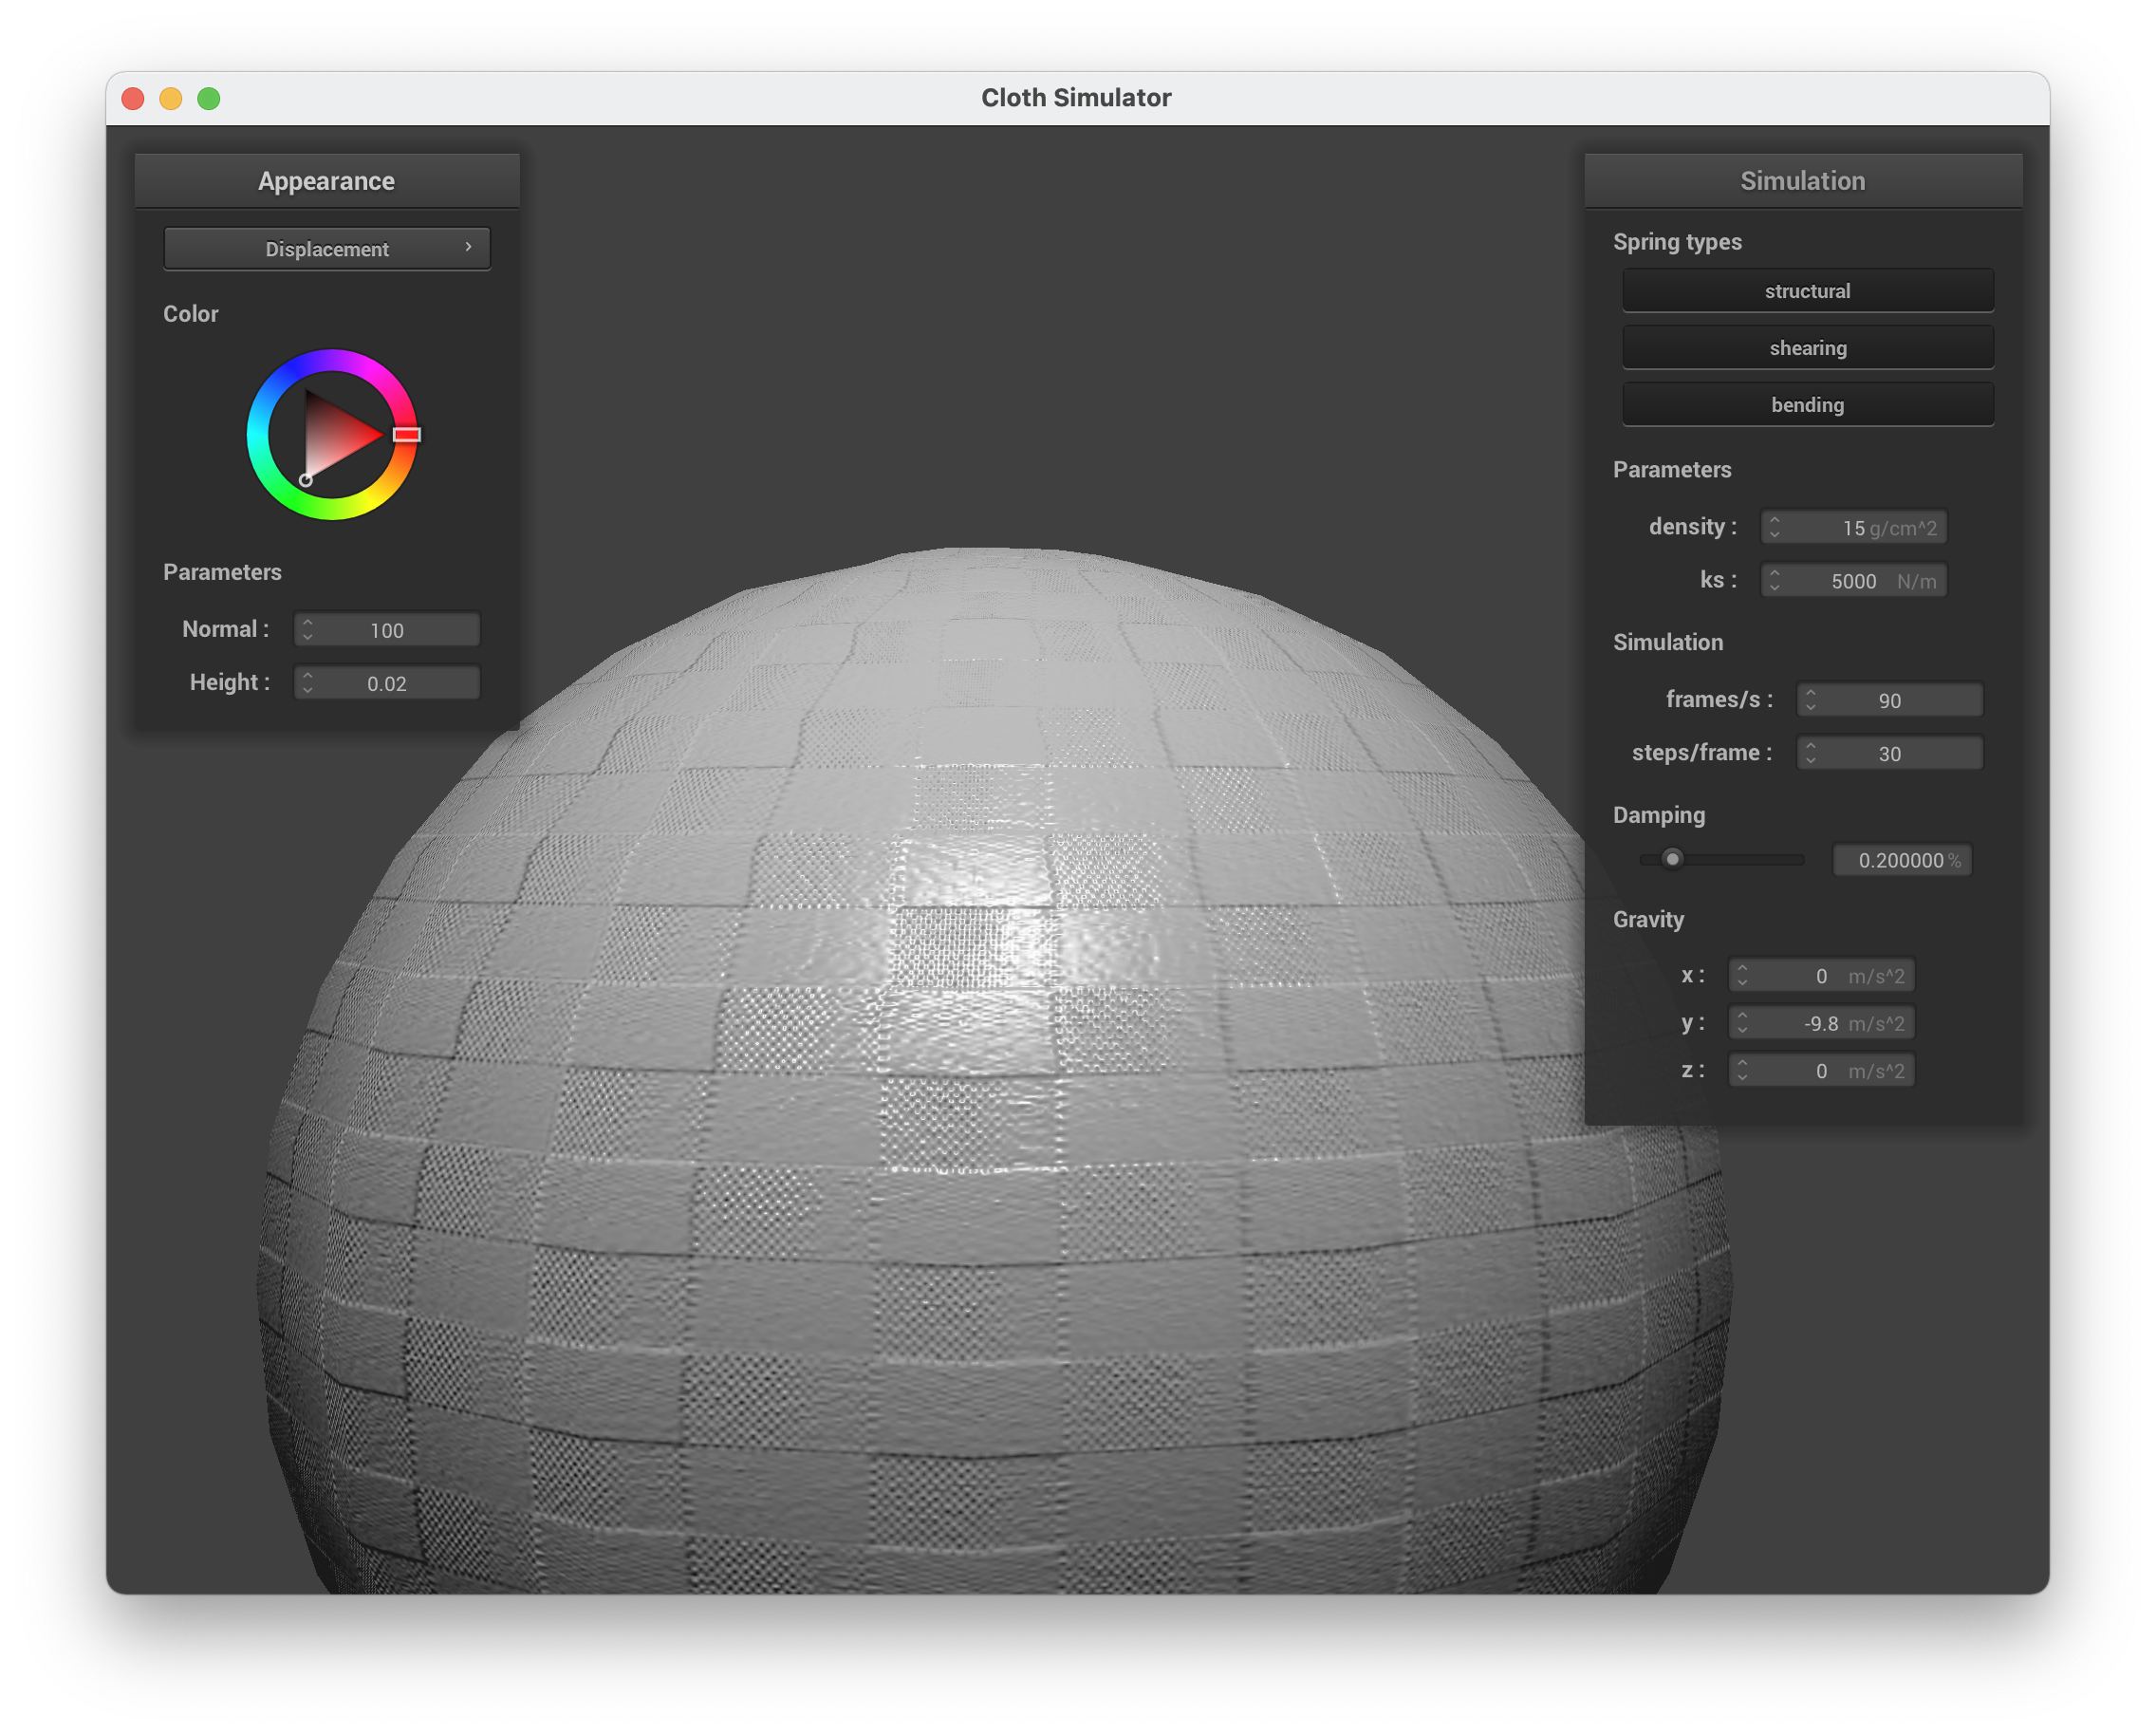 Cloth Simulator
Appearance
Displacement
Color
Parameters
Normal : 100
Height : 0.02
Simulation
Spring types
structural
shearing
bending
Parameters
density : 15 g/cm^2
ks : 5000 N/m
Simulation
frames/s : 90
steps/frame : 30
Damping
0.200000 %
Gravity
x : 0 m/s^2
y : -9.8 m/s^2
z : 0 m/s^2